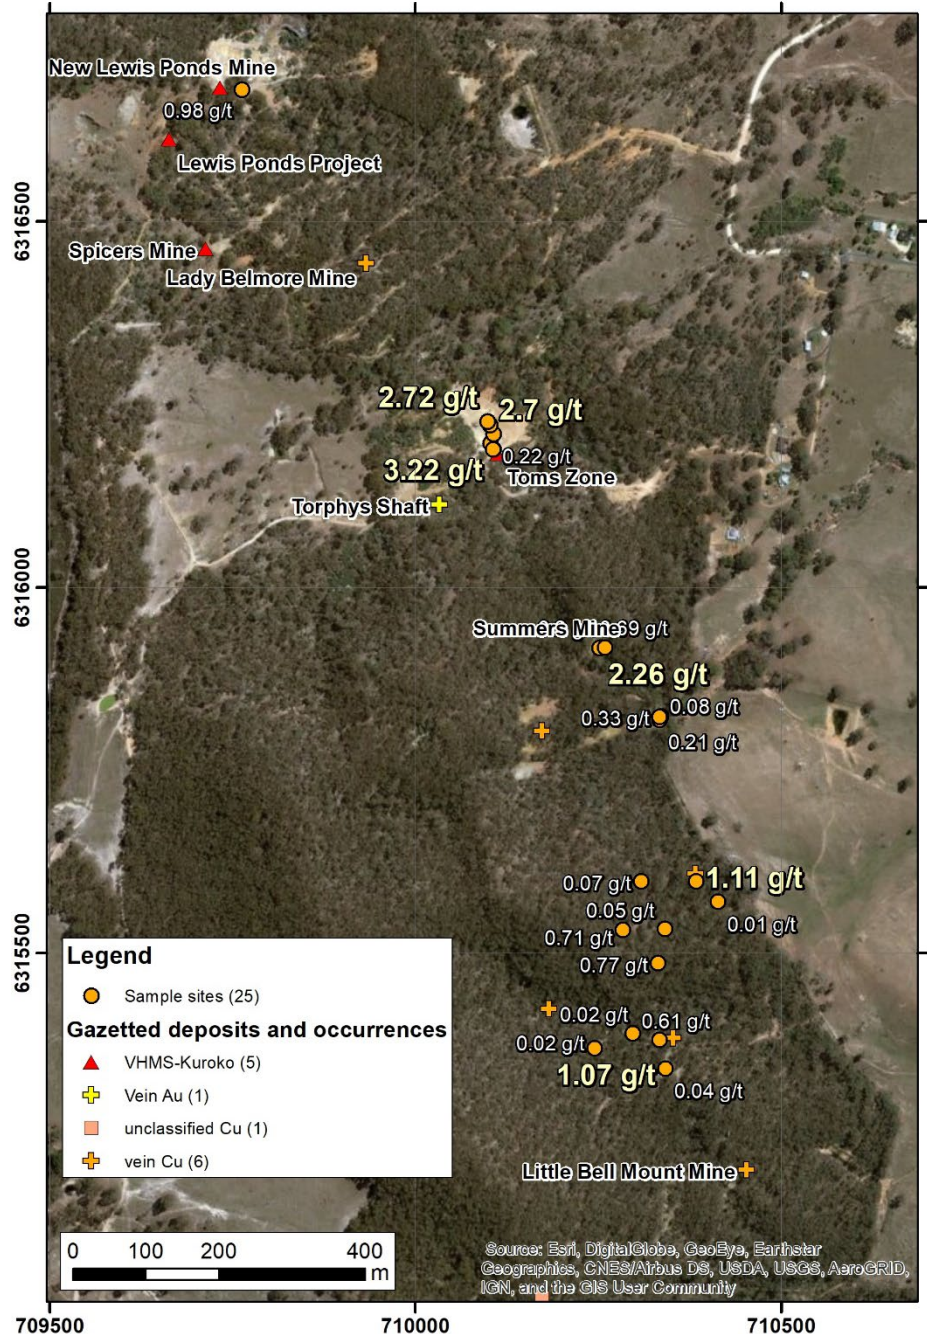 New Lewis Ponds Mine
0.98 g/t
Lewis Ponds Project
6316500
Spicers Mine
Lady Belmore Mine
2.72 g/t
2.7 g/t
0.22 g/t
3.22 g/t
Toms Zone
Torphys Shaft
6316000
Summers Mine
69 g/t
2.26 g/t
0.08 g/t
0.33 g/t
0.21 g/t
0.07 g/t
1.11 g/t
0.05 g/t
0.01 g/t
0.71 g/t
6315500
0.77 g/t
0.02 g/t
0.61 g/t
0.02 g/t
1.07 g/t
0.04 g/t
Little Bell Mount Mine
Legend
Sample sites (25)
Gazetted deposits and occurrences
VHMS-Kuroko (5)
Vein Au (1)
unclassified Cu (1)
vein Cu (6)
0 100 200 400
m
Source: Esri, DigitalGlobe, GeoEye, Earthstar
Geographics, CNES/Airbus DS, USDA, USGS, AeroGRID,
IGN, and the GIS User Community
709500 710000 710500